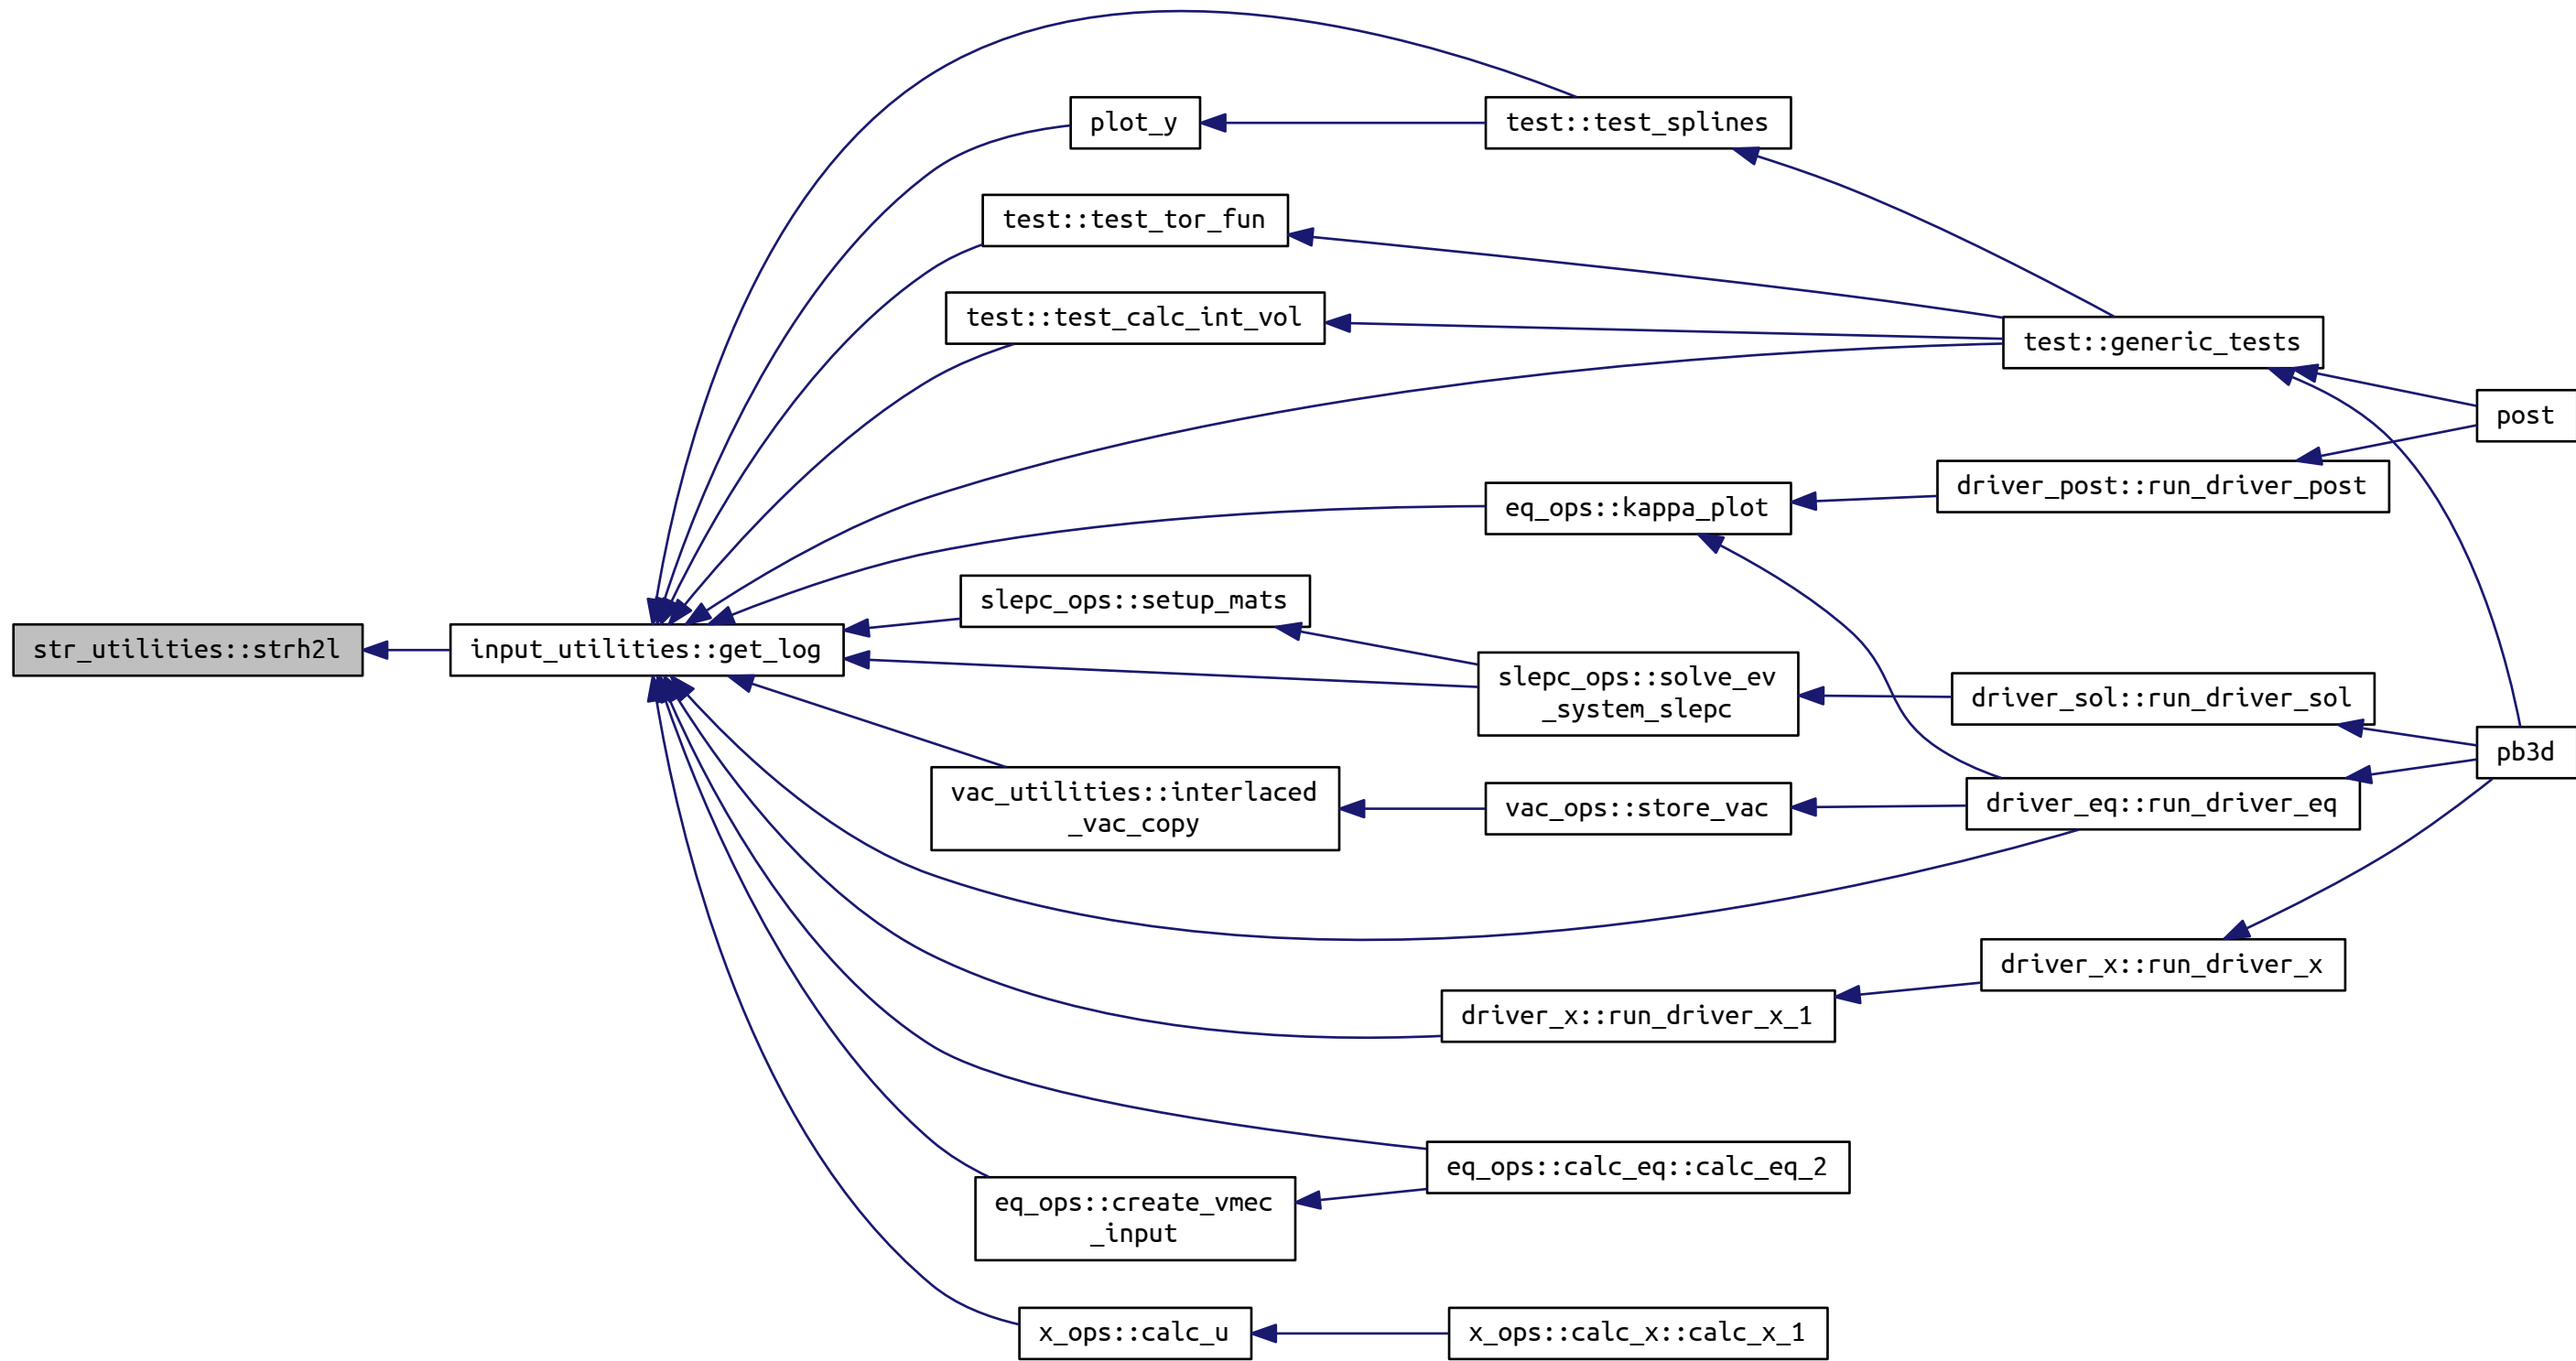 plot_y
test::test_splines
test::test_tor_fun
test::test_calc_int_vol
test::generic_tests
post
driver_post::run_driver_post
eq_ops::kappa_plot
slepc_ops::setup_mats
str_utilities::strh2l
input_utilities::get_log
slepc_ops::solve_ev
_system_slepc
driver_sol::run_driver_sol
pb3d
vac_utilities::interlaced
_vac_copy
vac_ops::store_vac
driver_eq::run_driver_eq
driver_x::run_driver_x
driver_x::run_driver_x_1
eq_ops::calc_eq::calc_eq_2
eq_ops::create_vmec
_input
x_ops::calc_u
x_ops::calc_x::calc_x_1